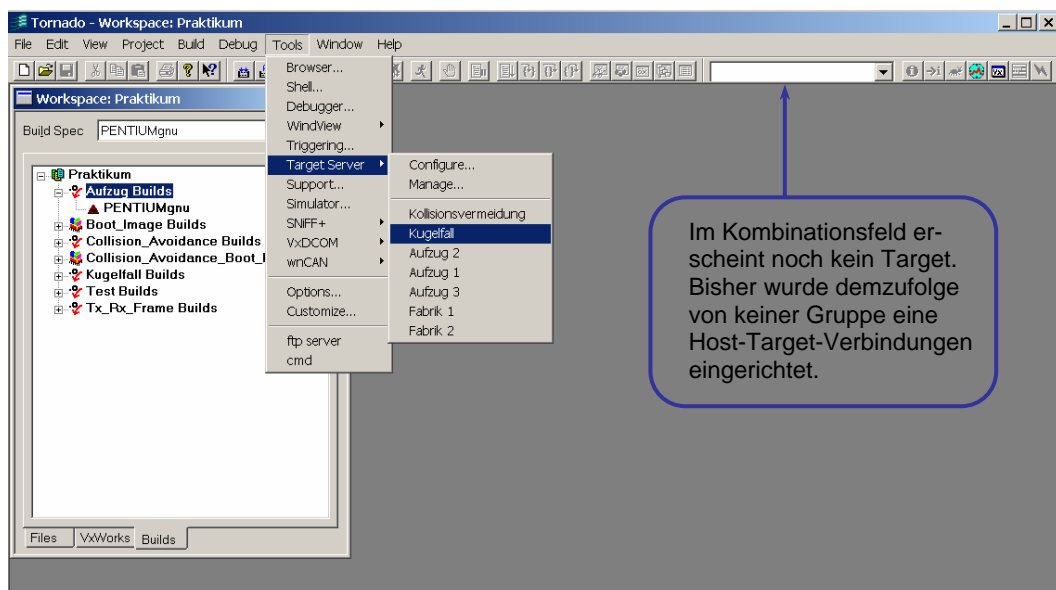 Tornado - Workspace: Praktikum
File Edit View Project Build Debug Tools Window Help
Workspace: Praktikum
Build Spec PENTIUMgnu
Praktikum
Aufzug Builds
PENTIUMgnu
Boot_Image Builds
Collision_Avoidance Builds
Collision_Avoidance_Boot_
Kugelfall Builds
Test Builds
Tx_Rx_Frame Builds
Files VxWorks Builds
Browser...
Shell...
Debugger...
WindView
Triggering...
Target Server
Support...
Simulator...
SNiFF+
VxDCOM
wnCAN
Options...
Customize...
ftp server
cmd
Configure...
Manage...
Kollisionsvermeidung
Kugelfall
Aufzug 2
Aufzug 1
Aufzug 3
Fabrik 1
Fabrik 2
Im Kombinationsfeld er-
scheint noch kein Target.
Bisher wurde demzufolge
von keiner Gruppe eine
Host-Target-Verbindungen
eingerichtet.